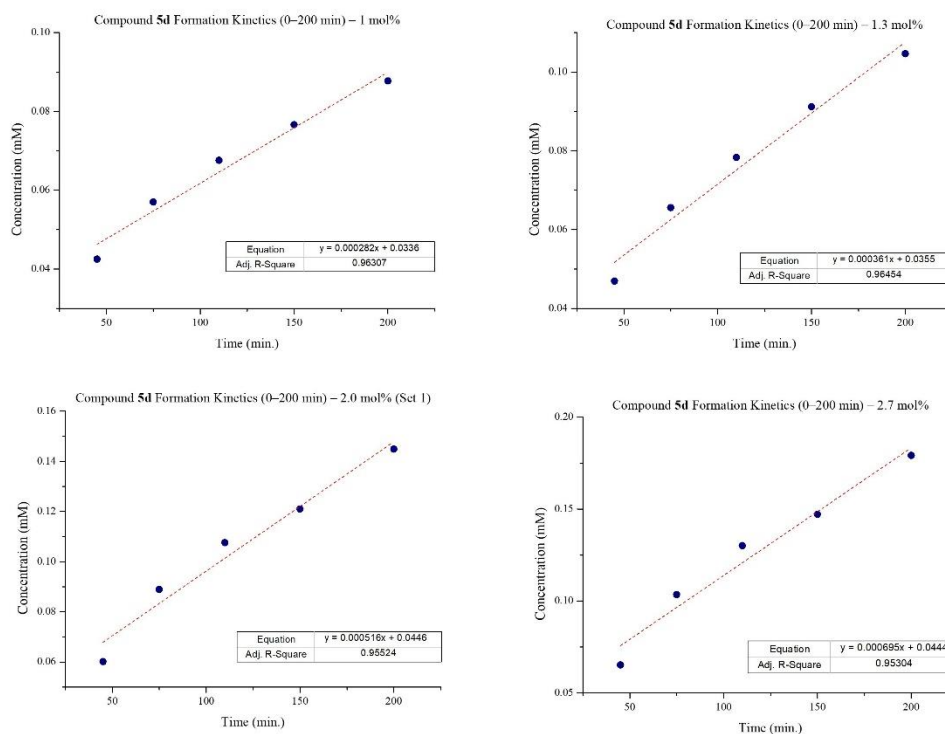 Compound 5d Formation Kinetics (0–200 min) – 1 mol%
0.10
0.08
0.06
0.04
Concentration (mM)
Equation y = 0.000282x + 0.0336
Adj. R-Square 0.96307
50 100 150 200
Time (min.)
Compound 5d Formation Kinetics (0–200 min) – 1.3 mol%
0.10
0.08
0.06
0.04
Concentration (mM)
Equation y = 0.000361x + 0.0355
Adj. R-Square 0.96454
50 100 150 200
Time (min.)
Compound 5d Formation Kinetics (0–200 min) – 2.0 mol% (Set 1)
0.16
0.14
0.12
0.10
0.08
0.06
Concentration (mM)
Equation y = 0.000516x + 0.0446
Adj. R-Square 0.95524
50 100 150 200
Time (min.)
Compound 5d Formation Kinetics (0–200 min) – 2.7 mol%
0.20
0.15
0.10
0.05
Concentration (mM)
Equation y = 0.000695x + 0.0444
Adj. R-Square 0.95304
50 100 150 200
Time (min.)